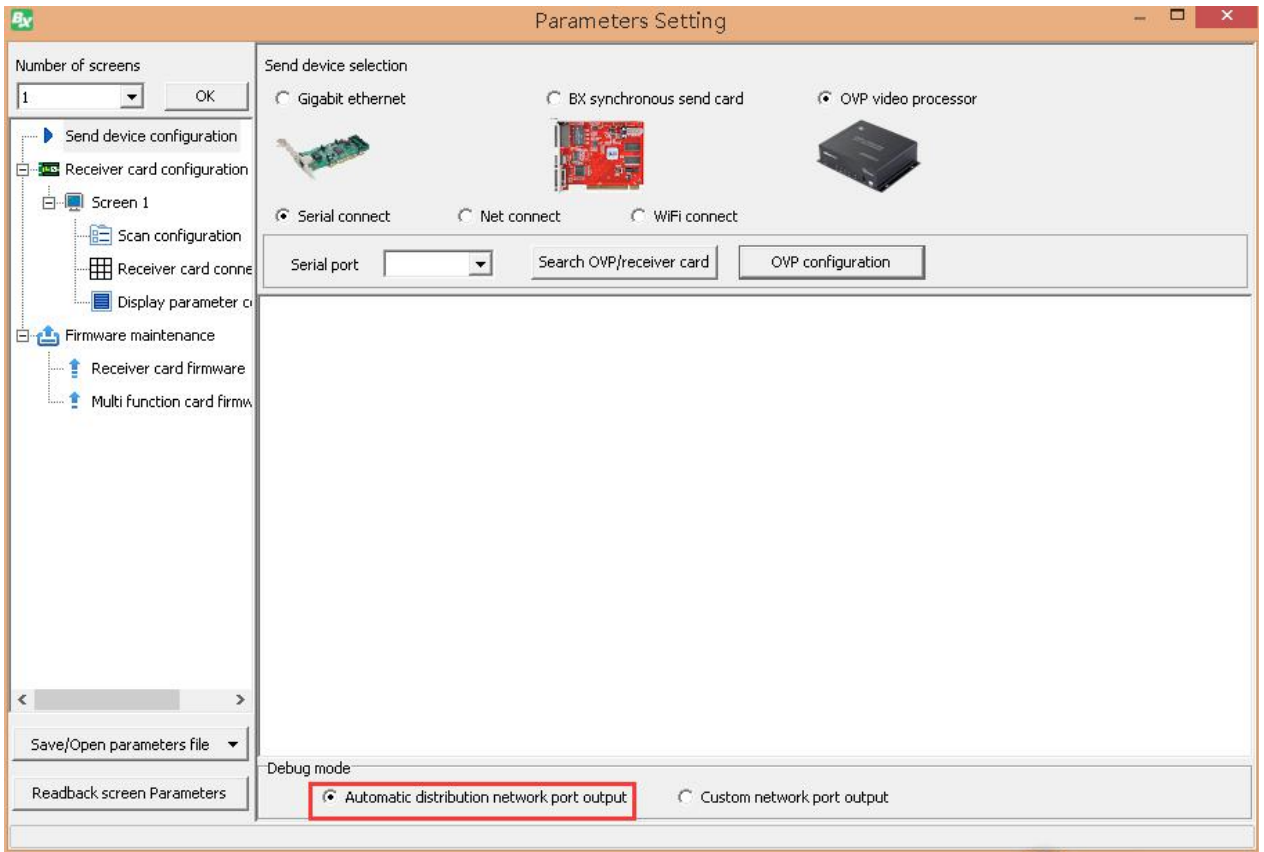 BX
Parameters Setting
Number of screens
1
OK
Send device configuration
Receiver card configuration
Screen 1
Scan configuration
Receiver card conne
Display parameter c
Firmware maintenance
Receiver card firmware
Multi function card firmw
Save/Open parameters file
Readback screen Parameters
Send device selection
Gigabit ethernet
BX synchronous send card
OVP video processor
Serial connect
Net connect
WiFi connect
Serial port
Search OVP/receiver card
OVP configuration
Debug mode
Automatic distribution network port output
Custom network port output